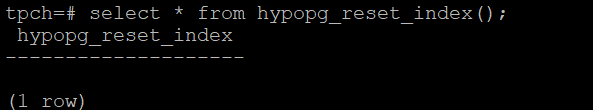 tpch=# select * from hypopg_reset_index();
 hypopg_reset_index
--------------------
(1 row)